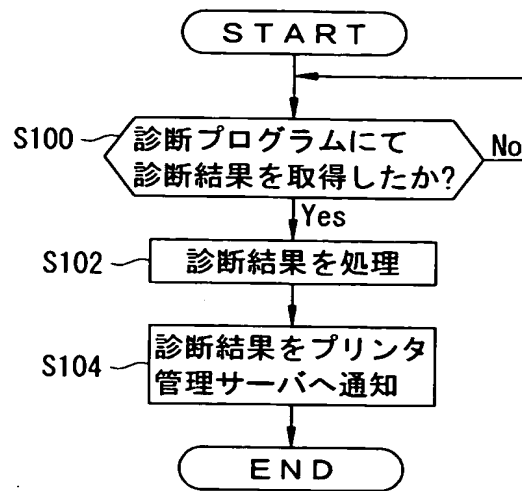 START
S100
診断プログラムにて
診断結果を取得したか?
No
Yes
S102
診断結果を処理
S104
診断結果をプリンタ
管理サーバへ通知
END